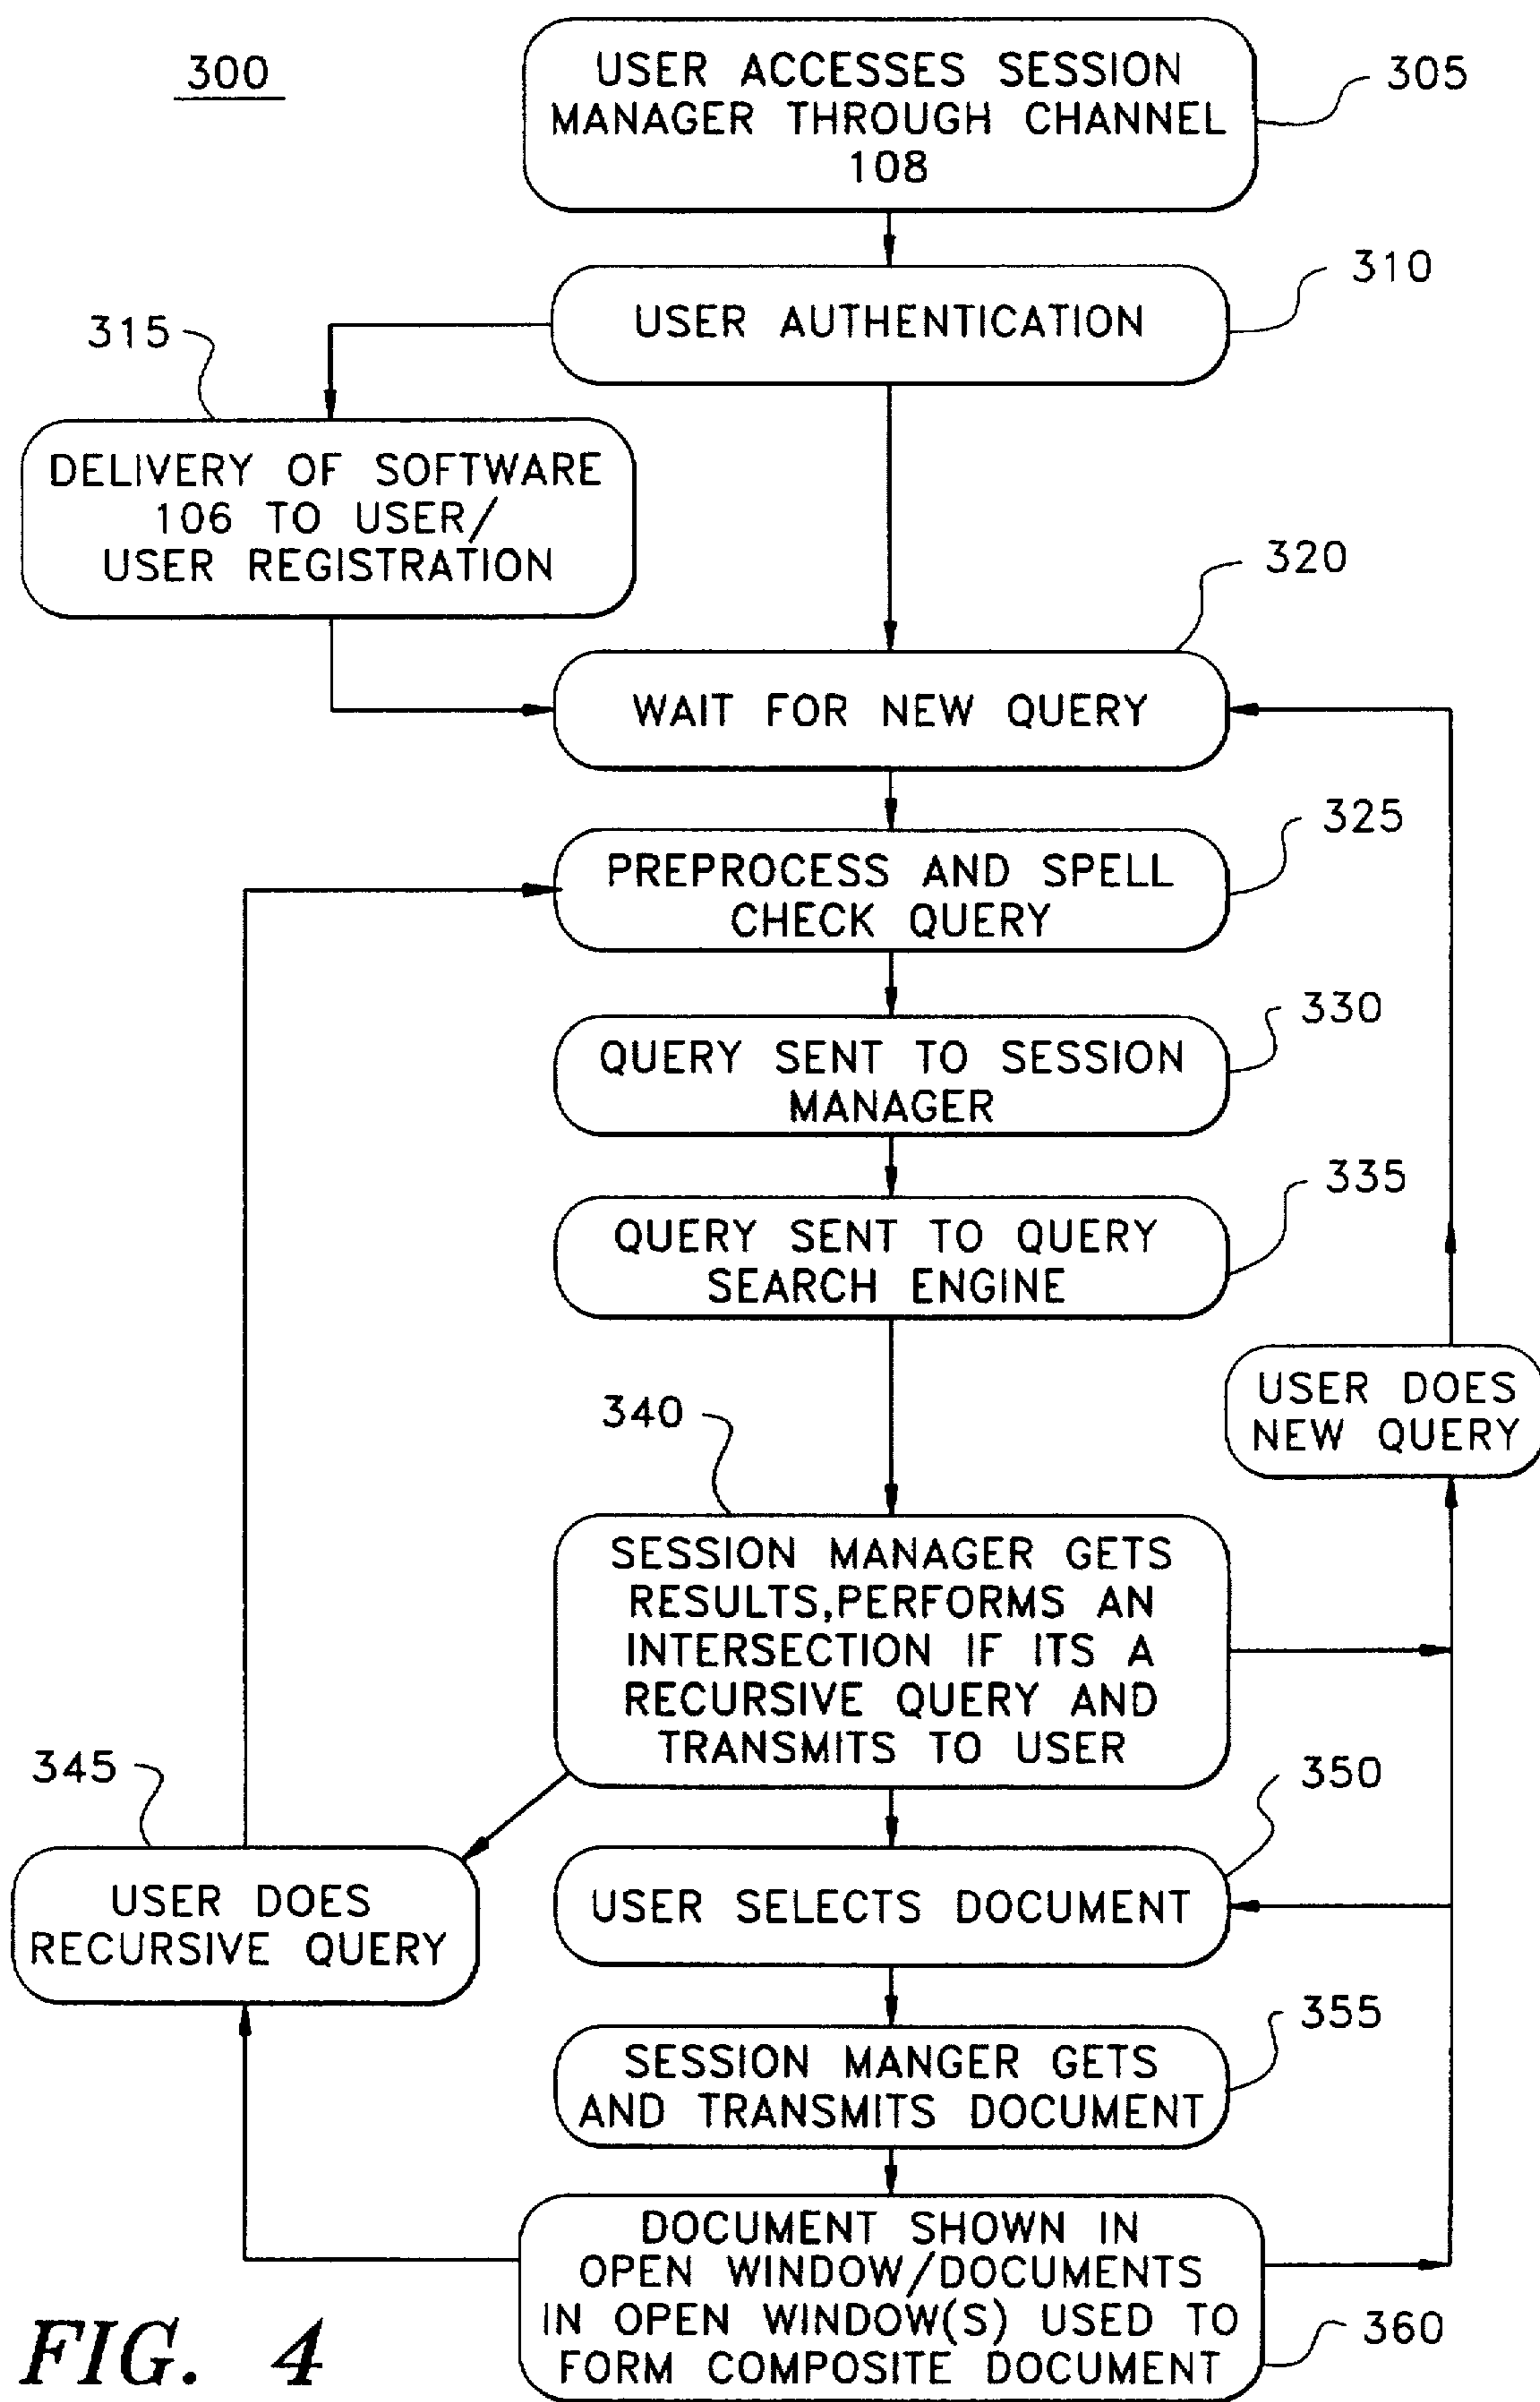 300
USER ACCESSES SESSION
MANAGER THROUGH CHANNEL
108
305
USER AUTHENTICATION
310
315
DELIVERY OF SOFTWARE
106 TO USER/
USER REGISTRATION
320
WAIT FOR NEW QUERY
325
PREPROCESS AND SPELL
CHECK QUERY
330
QUERY SENT TO SESSION
MANAGER
335
QUERY SENT TO QUERY
SEARCH ENGINE
USER DOES
NEW QUERY
340
SESSION MANAGER GETS
RESULTS,PERFORMS AN
INTERSECTION IF ITS A
RECURSIVE QUERY AND
TRANSMITS TO USER
345
USER DOES
RECURSIVE QUERY
350
USER SELECTS DOCUMENT
355
SESSION MANGER GETS
AND TRANSMITS DOCUMENT
DOCUMENT SHOWN IN
OPEN WINDOW/DOCUMENTS
IN OPEN WINDOW(S) USED TO
FORM COMPOSITE DOCUMENT
360
FIG. 4